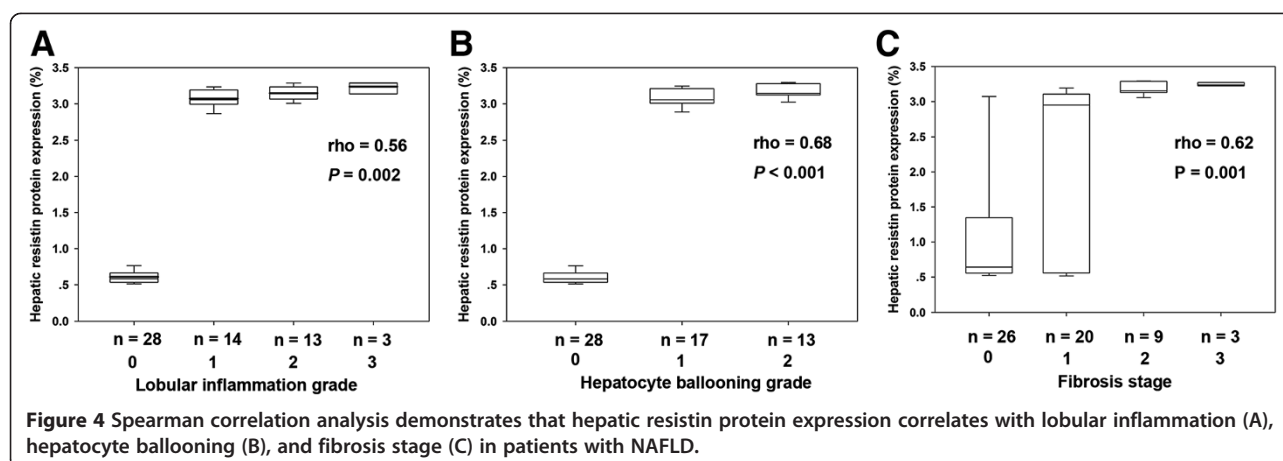 A
Hepatic resistin protein expression (%)
3.5
3.0
2.5
2.0
1.5
1.0
.5
0.0
rho = 0.56
P = 0.002
n = 28 n = 14 n = 13 n = 3
0 1 2 3
Lobular inflammation grade
B
Hepatic resistin protein expression (%)
3.5
3.0
2.5
2.0
1.5
1.0
.5
0.0
rho = 0.68
P < 0.001
n = 28 n = 17 n = 13
0 1 2
Hepatocyte ballooning grade
C
Hepatic resistin protein expression (%)
3.5
3.0
2.5
2.0
1.5
1.0
.5
0.0
rho = 0.62
P = 0.001
n = 26 n = 20 n = 9 n = 3
0 1 2 3
Fibrosis stage
Figure 4 Spearman correlation analysis demonstrates that hepatic resistin protein expression correlates with lobular inflammation (A),
hepatocyte ballooning (B), and fibrosis stage (C) in patients with NAFLD.